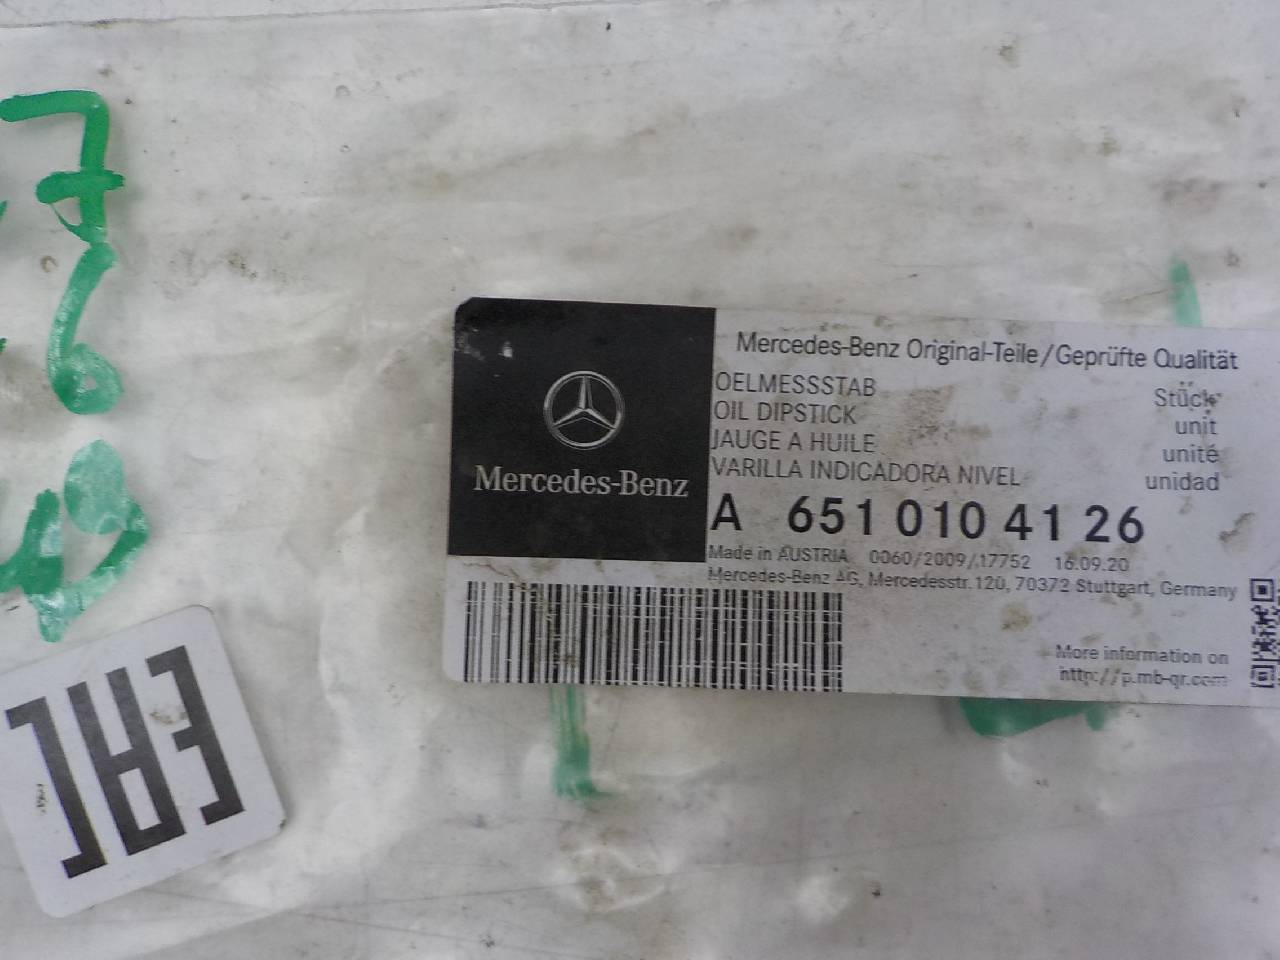 7
6
Mercedes-Benz
Mercedes-Benz Original-Teile/Geprüfte Qualität
OELMESSSTAB Stück
OIL DIPSTICK unit
JAUGE A HUILE unité
VARILLA INDICADORA NIVEL unidad
A 651 010 41 26
Made in AUSTRIA 0060/2009/17752 16.09.20
Mercedes-Benz AG, Mercedesstr. 120, 70372 Stuttgart, Germany
More information on
http://p.mb-qr.com